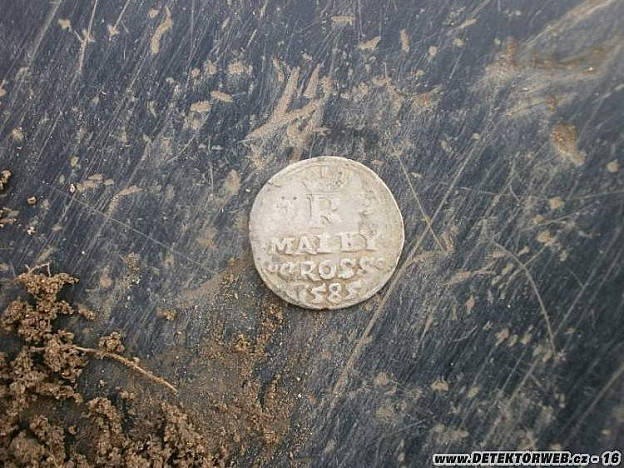 R
MALEY
GROSS
1585
WWW.DETEKTORWEB.cz - 16